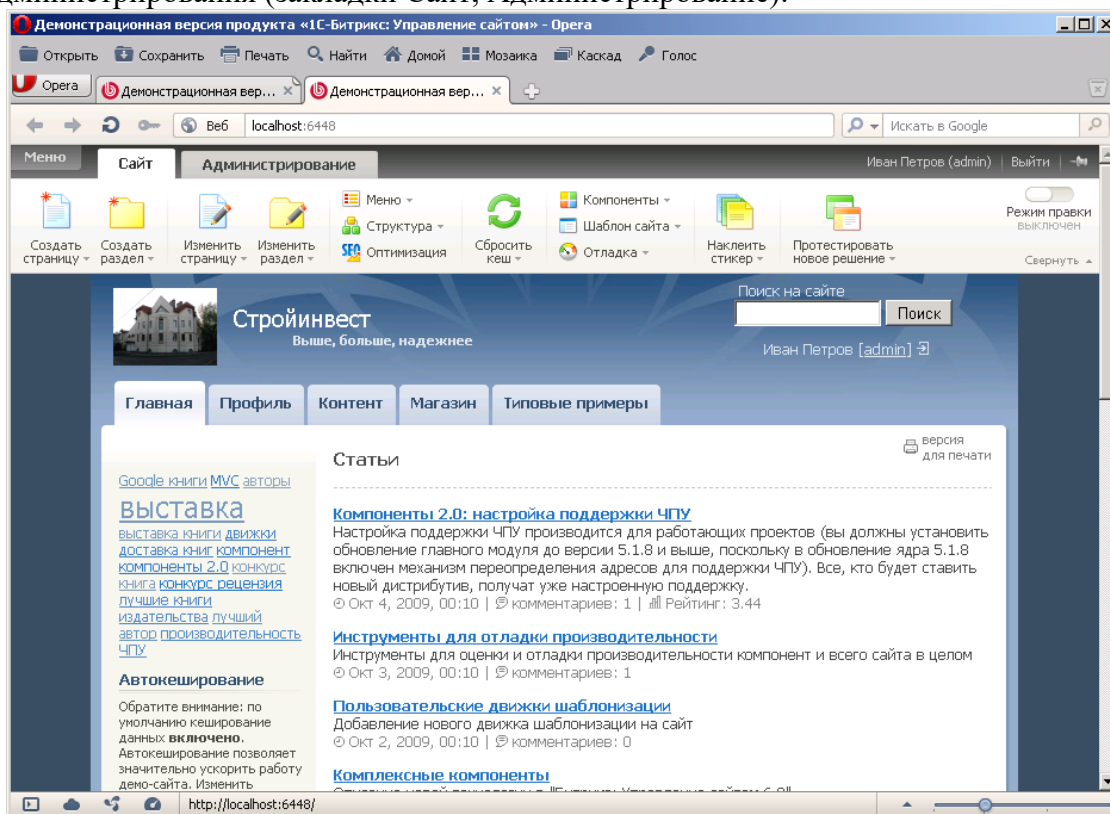 администрирования (закладки Сайт, Администрирование).
Демонстрационная версия продукта «1С-Битрикс: Управление сайтом» - Opera
Открыть Сохранить Печать Найти Домой Мозаика Каскад Голос
Opera Демонстрационная вер... Демонстрационная вер...
Веб localhost:6448 Искать в Google
Меню Сайт Администрирование Иван Петров (admin) Выйти
Создать страницу
Создать раздел
Изменить страницу
Изменить раздел
Меню
Структура
SEO Оптимизация
Сбросить кеш
Компоненты
Шаблон сайта
Отладка
Наклеить стикер
Протестировать новое решение
Режим правки
выключен
Свернуть
Стройинвест
Выше, больше, надежнее
Поиск на сайте
Поиск
Иван Петров [admin]
Главная Профиль Контент Магазин Типовые примеры
Google книги MVC авторы
выставка
выставка книги движки
доставка книг компонент
компоненты 2.0 конкурс
книга конкурс рецензия
лучшие книги
издательства лучший
автор производительность
ЧПУ
Автокеширование
Обратите внимание: по
умолчанию кеширование
данных включено.
Автокеширование позволяет
значительно ускорить работу
демо-сайта. Изменить
Статьи
версия
для печати
Компоненты 2.0: настройка поддержки ЧПУ
Настройка поддержки ЧПУ производится для работающих проектов (вы должны установить
обновление главного модуля до версии 5.1.8 и выше, поскольку в обновление ядра 5.1.8
включен механизм переопределения адресов для поддержки ЧПУ). Все, кто будет ставить
новый дистрибутив, получат уже настроенную поддержку.
Окт 4, 2009, 00:10 | комментариев: 1 | Рейтинг: 3.44
Инструменты для отладки производительности
Инструменты для оценки и отладки производительности компонент и всего сайта в целом
Окт 3, 2009, 00:10 | комментариев: 1
Пользовательские движки шаблонизации
Добавление нового движка шаблонизации на сайт
Окт 2, 2009, 00:10 | комментариев: 0
Комплексные компоненты
http://localhost:6448/